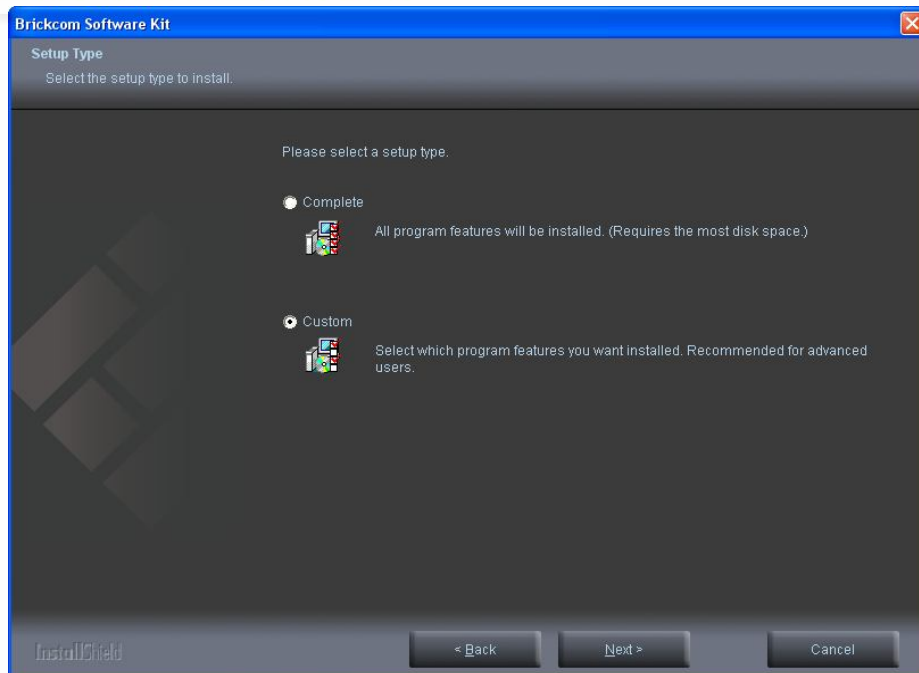 Brickcom Software Kit
Setup Type
Select the setup type to install.
Please select a setup type.
Complete
All program features will be installed. (Requires the most disk space.)
Custom
Select which program features you want installed. Recommended for advanced
users.
InstallShield
< Back
Next >
Cancel